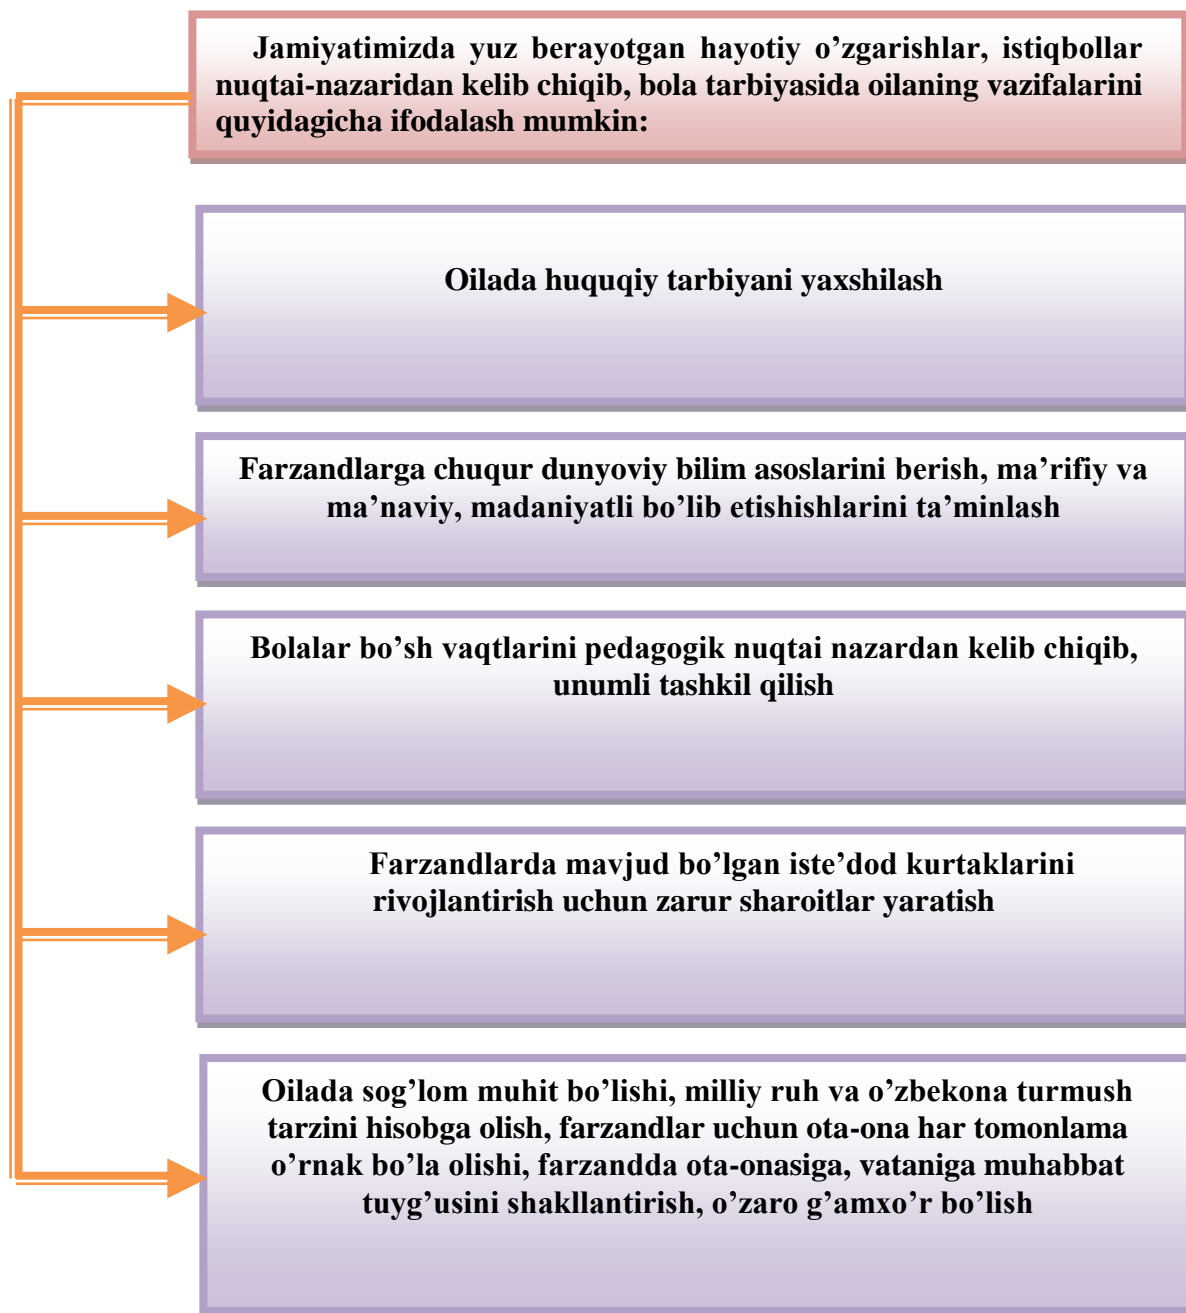 Jamiyatimizda yuz berayotgan hayotiy o’zgarishlar, istiqbollar
nuqtai-nazaridan kelib chiqib, bola tarbiyasida oilaning vazifalarini
quyidagicha ifodalash mumkin:
Oilada huquqiy tarbiyani yaxshilash
Farzandlarga chuqur dunyoviy bilim asoslarini berish, ma’rifiy va
ma’naviy, madaniyatli bo’lib etishishlarini ta’minlash
Bolalar bo’sh vaqtlarini pedagogik nuqtai nazardan kelib chiqib,
unumli tashkil qilish
Farzandlarda mavjud bo’lgan iste’dod kurtaklarini
rivojlantirish uchun zarur sharoitlar yaratish
Oilada sog’lom muhit bo’lishi, milliy ruh va o’zbekona turmush
tarzini hisobga olish, farzandlar uchun ota-ona har tomonlama
o’rnak bo’la olishi, farzandda ota-onasiga, vataniga muhabbat
tuyg’usini shakllantirish, o’zaro g’amxo’r bo’lish